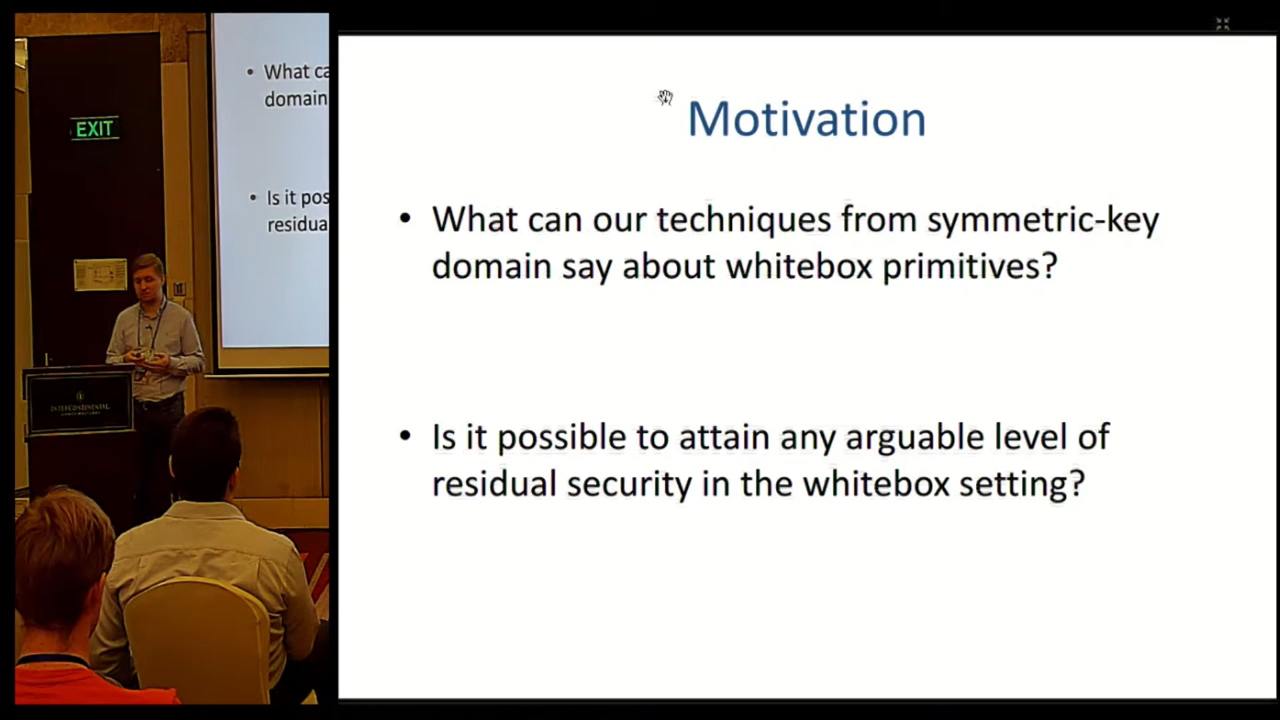 EXIT
What ca
domain
Is it pos
residua
INTERCONTINENTAL
Motivation
• What can our techniques from symmetric-key
domain say about whitebox primitives?
• Is it possible to attain any arguable level of
residual security in the whitebox setting?